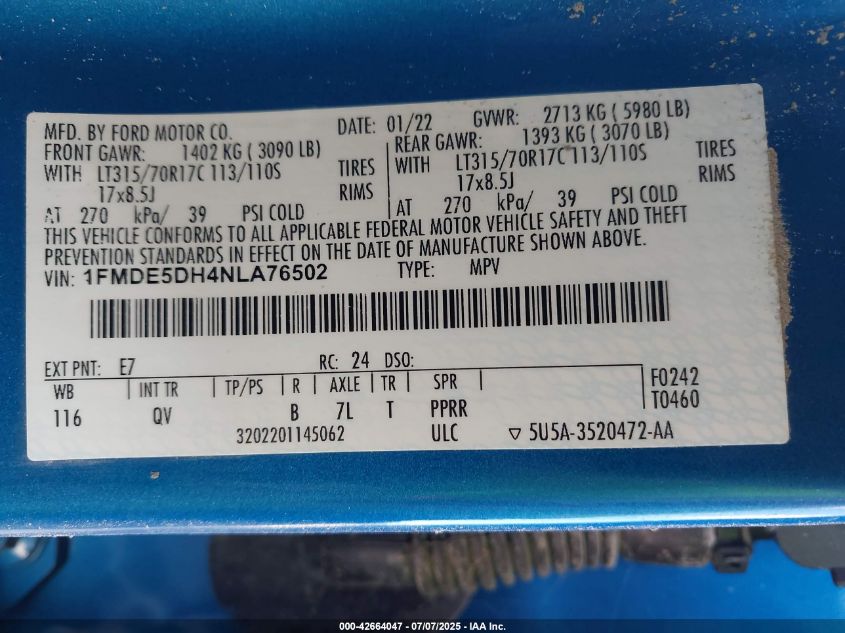 MFD. BY FORD MOTOR CO. DATE: 01/22 GVWR: 2713 KG ( 5980 LB)
FRONT GAWR: 1402 KG ( 3090 LB) REAR GAWR: 1393 KG ( 3070 LB)
WITH LT315/70R17C 113/110S TIRES WITH LT315/70R17C 113/110S TIRES
17x8.5J RIMS 17x8.5J RIMS
AT 270 kPa/ 39 PSI COLD AT 270 kPa/ 39 PSI COLD
THIS VEHICLE CONFORMS TO ALL APPLICABLE FEDERAL MOTOR VEHICLE SAFETY AND THEFT
PREVENTION STANDARDS IN EFFECT ON THE DATE OF MANUFACTURE SHOWN ABOVE.
VIN: 1FMDE5DH4NLA76502 TYPE: MPV
EXT PNT: E7 RC: 24 DSO:
WB INT TR TP/PS R AXLE TR SPR F0242
116 QV B 7L T PPRR T0460
3202201145062 ULC ▽ 5U5A-3520472-AA
000-42664047 - 07/07/2025 - IAA Inc.